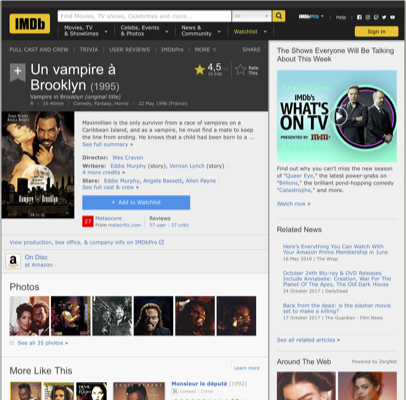 IMDb
Find Movies, TV shows, Celebrities and more...
All
IMDbPro
Help
Movies, TV & Showtimes
Celebs, Events & Photos
News & Community
Watchlist
Sign in
FULL CAST AND CREW | TRIVIA | USER REVIEWS | IMDbPro | MORE
SHARE
Un vampire à Brooklyn (1995)
Vampire in Brooklyn (original title)
1h 40min | Comedy, Fantasy, Horror | 22 May 1996 (France)
4,5
Rate This
Maximillian is the only survivor from a race of vampires on a
Caribbean Island, and as a vampire, he must find a mate to keep
the line from ending. He knows that a child had been born to a ...
See full summary »
Director: Wes Craven
Writers: Eddie Murphy (story), Vernon Lynch (story) |
4 more credits »
Stars: Eddie Murphy, Angela Bassett, Allen Payne |
See full cast & crew »
+ Add to Watchlist
27
Metascore
From metacritic.com
Reviews
57 user | 37 critic
View production, box office, & company info on IMDbPro
On Disc
at Amazon
Photos
See all 35 photos »
More Like This
Learn more
Monsieur le député (1992)
Comedy | Crime
The Shows Everyone Will Be Talking
About This Week
IMDb's
WHAT'S
ON TV
PRESENTED BY
Find out why you can't miss the new season
of "Queer Eye," the latest power-grabs on
"Billions," the brilliant pond-hopping comedy
"Catastrophe," and more.
Watch now »
Related News
Here's Everything You Can Watch
With Your Amazon Prime Membership in
June
16 May 2018 | The Wrap
October 24th Blu-ray & DVD Releases
Include Annabelle: Creation, War For The
Planet Of The Apes, The Old Dark House
24 October 2017 | DailyDead
Back from the dead: is the slasher movie
set to make a killing?
17 October 2017 | The Guardian - Film News
See all related articles »
Around The Web
Powered by ZergNet